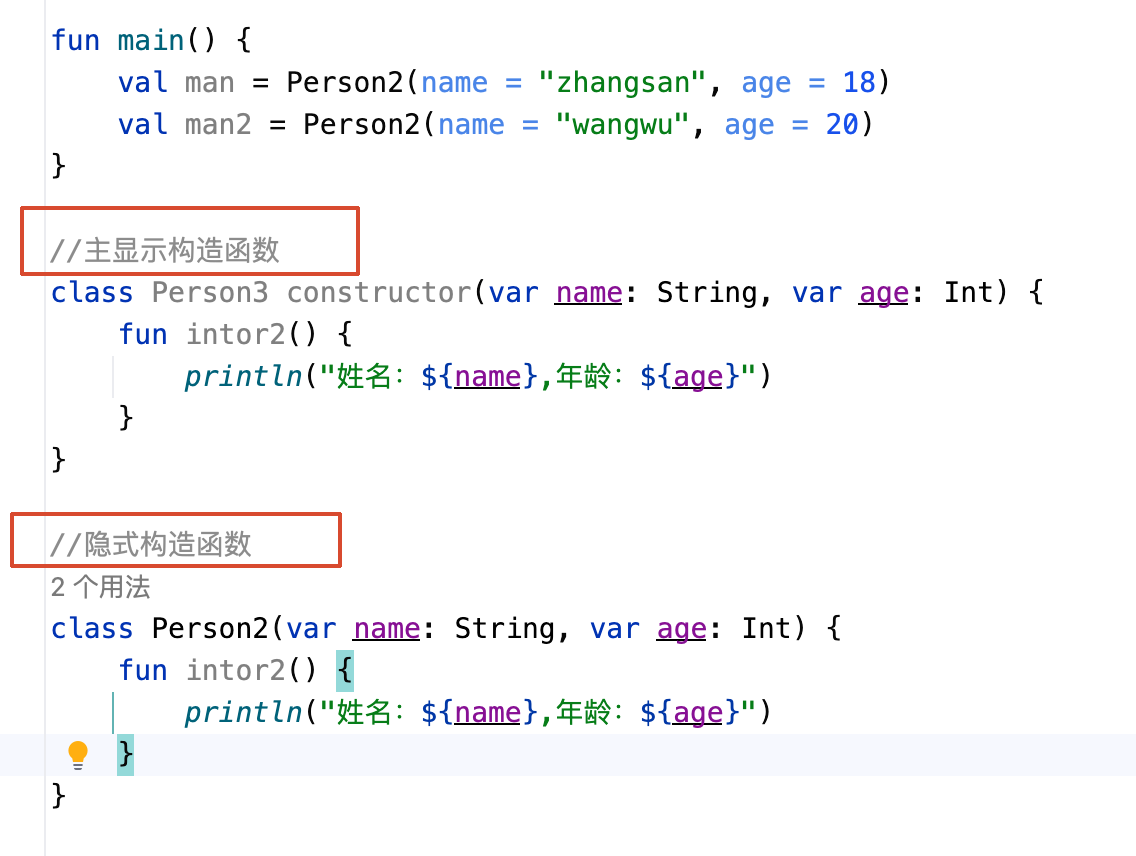 fun main() {
    val man = Person2(name = "zhangsan", age = 18)
    val man2 = Person2(name = "wangwu", age = 20)
}
//主显示构造函数
class Person3 constructor(var name: String, var age: Int) {
    fun intor2() {
        println("姓名：${name},年龄：${age}")
    }
}
//隐式构造函数
2 个用法
class Person2(var name: String, var age: Int) {
    fun intor2() {
        println("姓名：${name},年龄：${age}")
    }
}